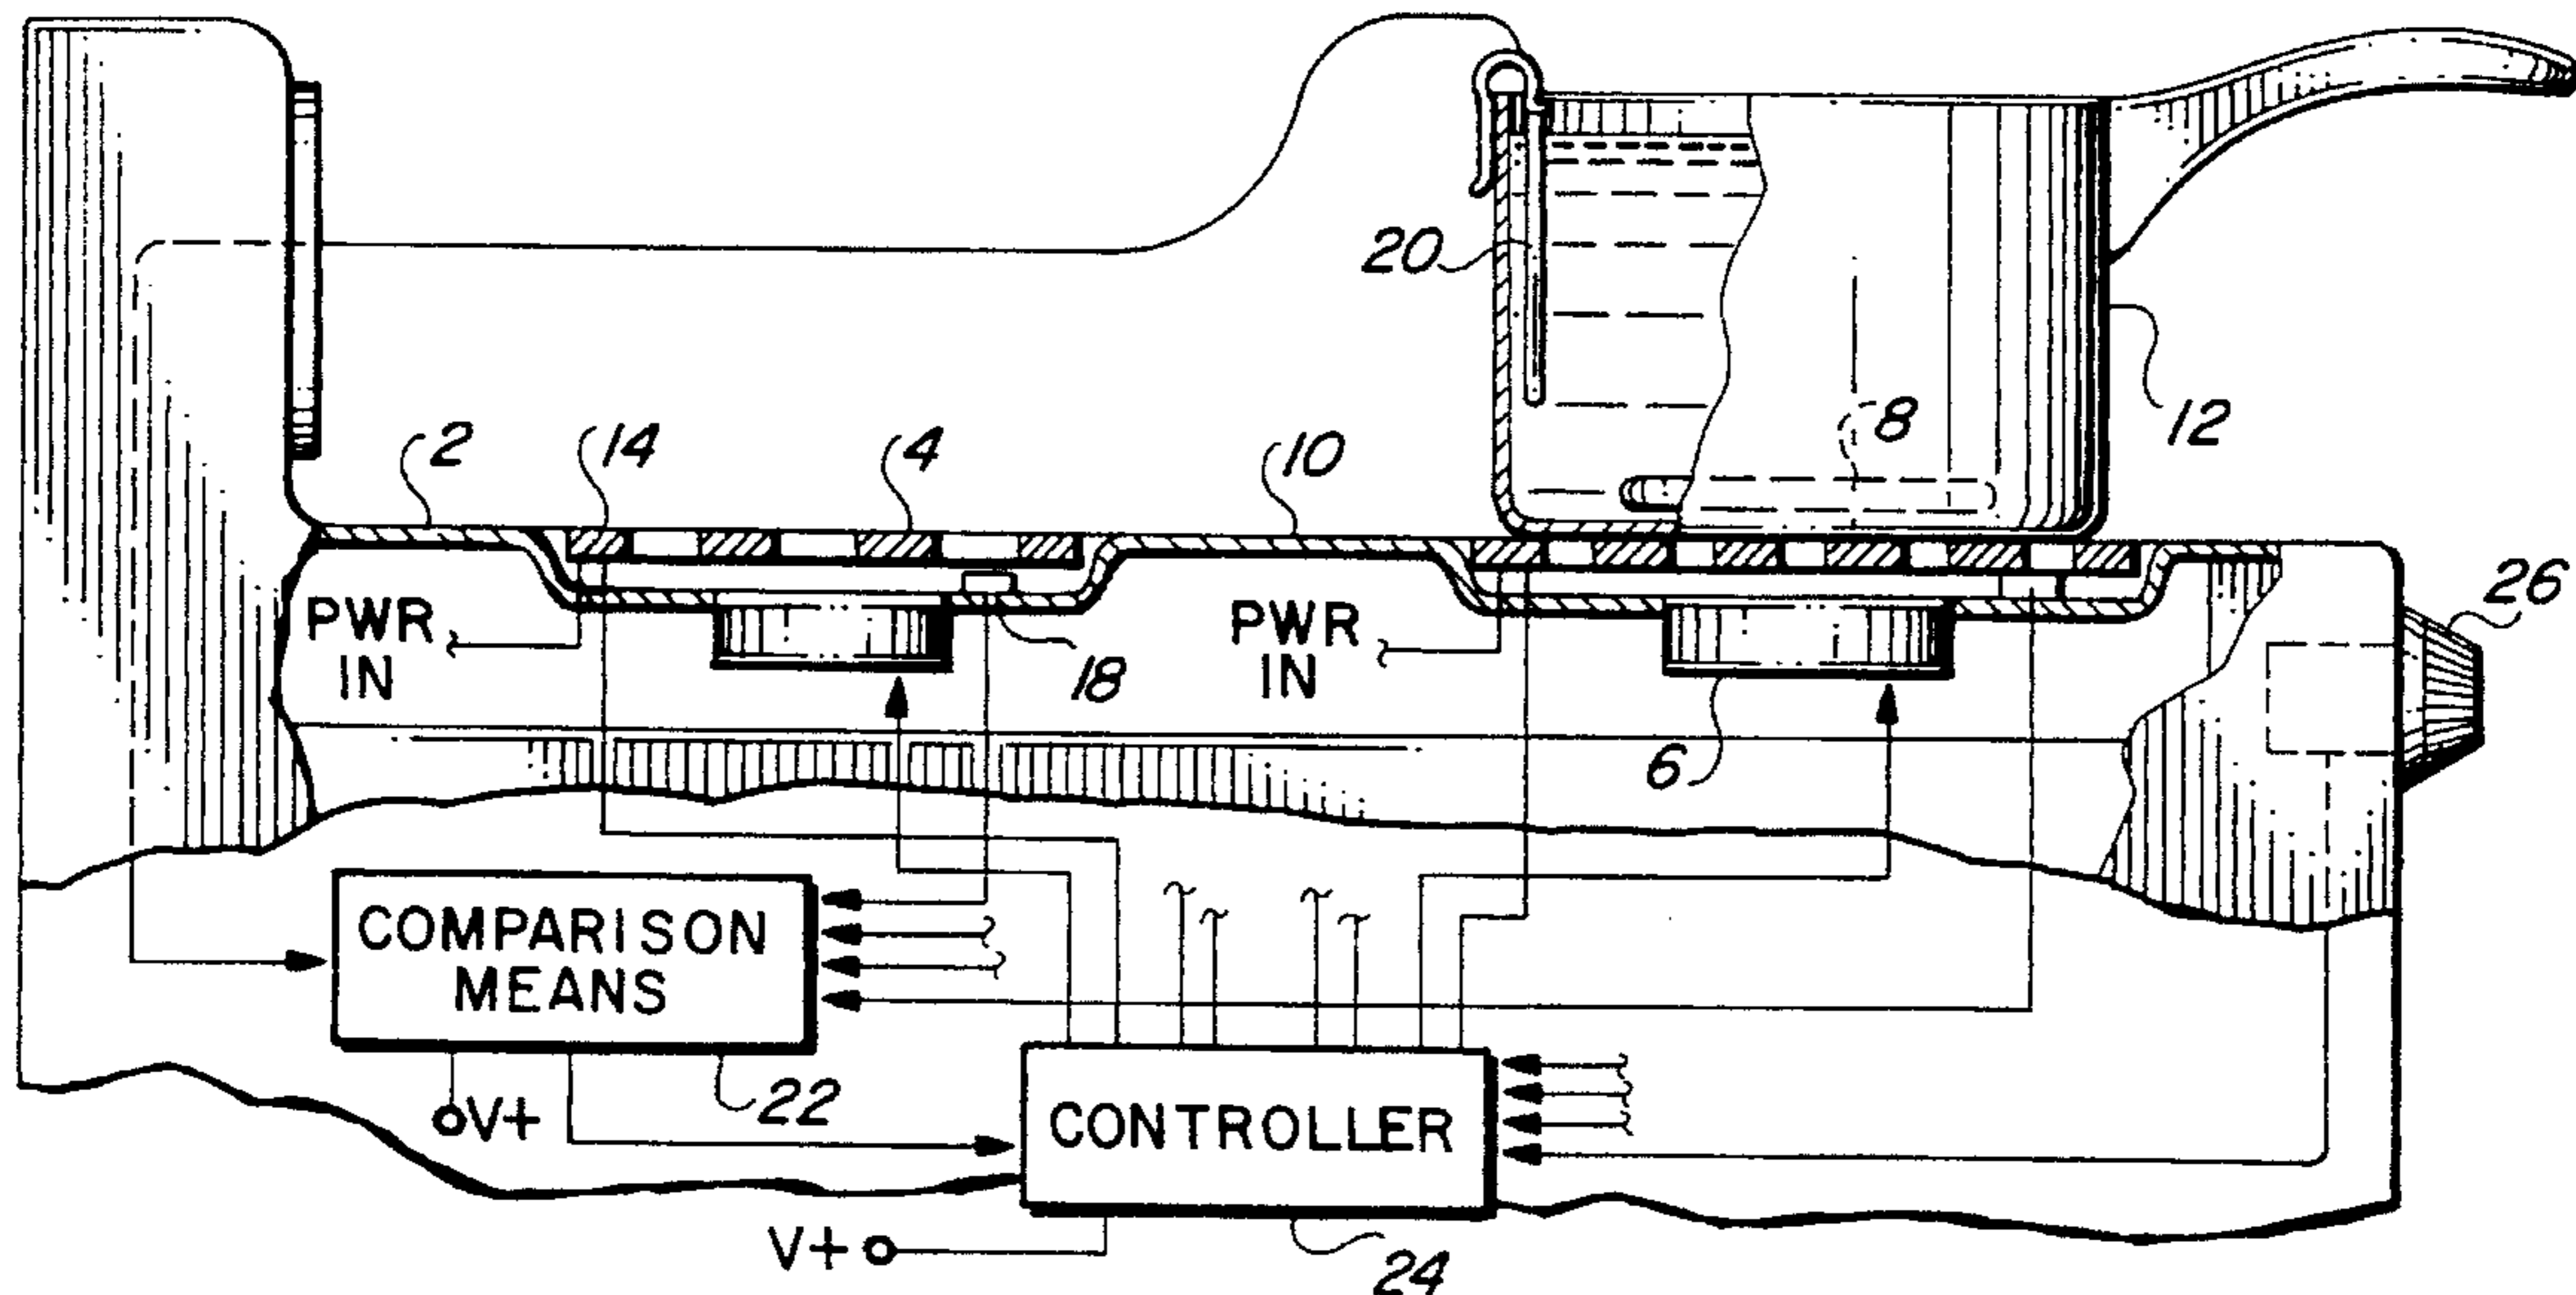 20
8
12
2
14
4
10
PWR
IN
18
PWR
IN
6
26
COMPARISON
MEANS
22
V+
CONTROLLER
V+
24